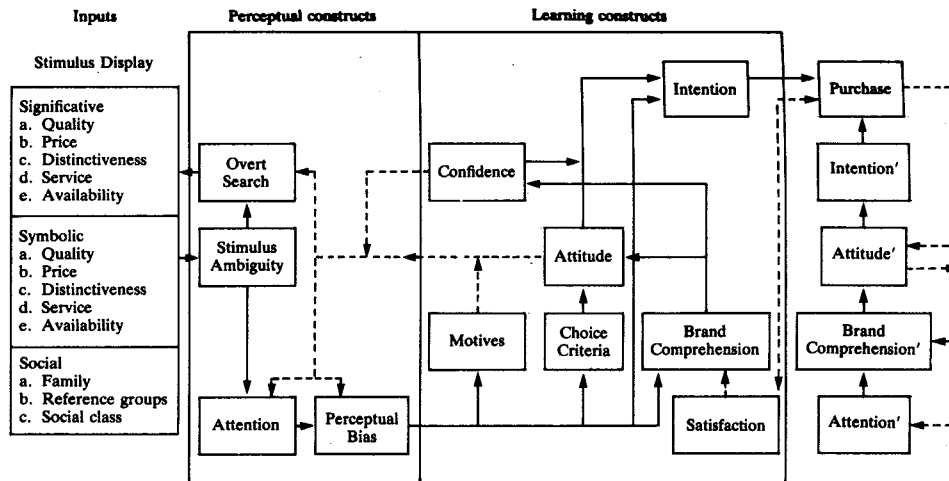 Inputs
Perceptual constructs
Learning constructs
Stimulus Display
Significative
a. Quality
b. Price
c. Distinctiveness
d. Service
e. Availability
Symbolic
a. Quality
b. Price
c. Distinctiveness
d. Service
e. Availability
Social
a. Family
b. Reference groups
c. Social class
Overt
Search
Stimulus
Ambiguity
Attention
Perceptual
Bias
Confidence
Motives
Attitude
Choice
Criteria
Intention
Brand
Comprehension
Satisfaction
Purchase
Intention′
Attitude′
Brand
Comprehension′
Attention′